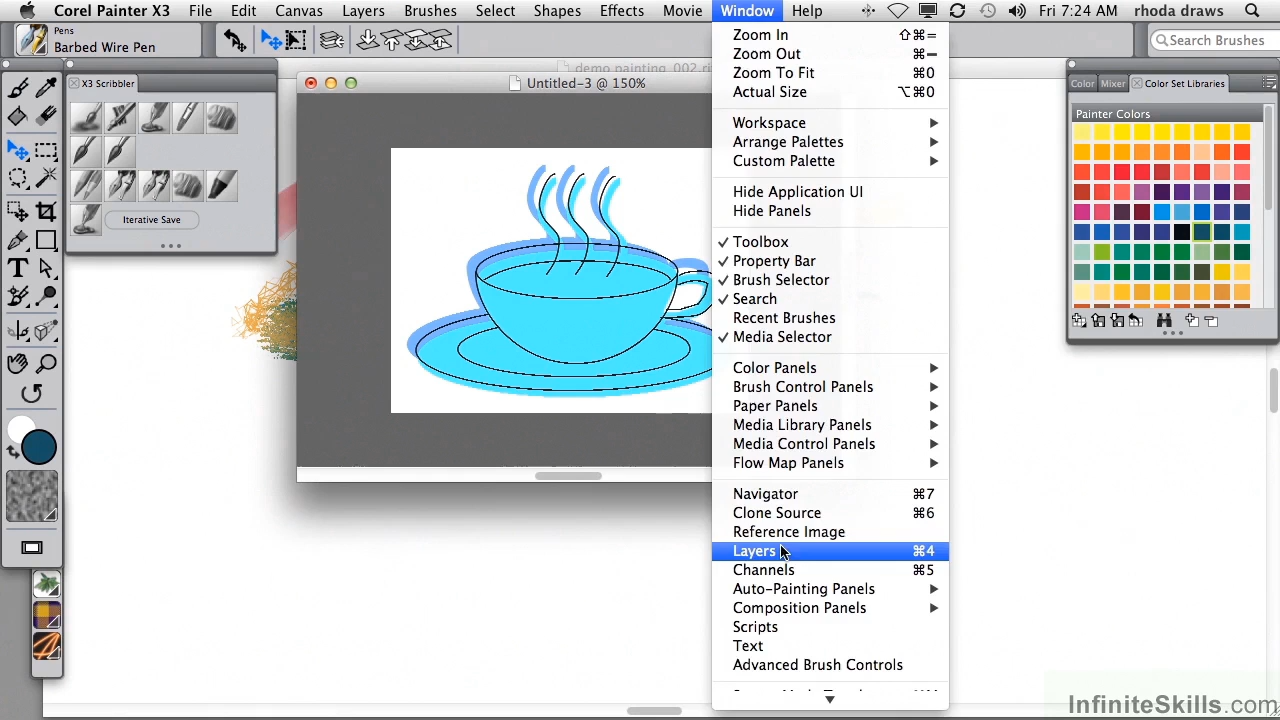 Corel Painter X3 File Edit Canvas Layers Brushes Select Shapes Effects Movie Window Help Fri 7:24 AM rhoda draws
Pens
Barbed Wire Pen
Search Brushes
demo painting_002.ri
X3 Scribbler
Iterative Save
Untitled-3 @ 150%
Zoom In ⇧⌘=
Zoom Out ⌘−
Zoom To Fit ⌘0
Actual Size ⌥⌘0
Workspace
Arrange Palettes
Custom Palette
Hide Application UI
Hide Panels
✓ Toolbox
✓ Property Bar
✓ Brush Selector
✓ Search
Recent Brushes
✓ Media Selector
Color Panels
Brush Control Panels
Paper Panels
Media Library Panels
Media Control Panels
Flow Map Panels
Navigator ⌘7
Clone Source ⌘6
Reference Image
Layers ⌘4
Channels ⌘5
Auto-Painting Panels
Composition Panels
Scripts
Text
Advanced Brush Controls
Color Mixer Color Set Libraries
Painter Colors
T
InfiniteSkills.com